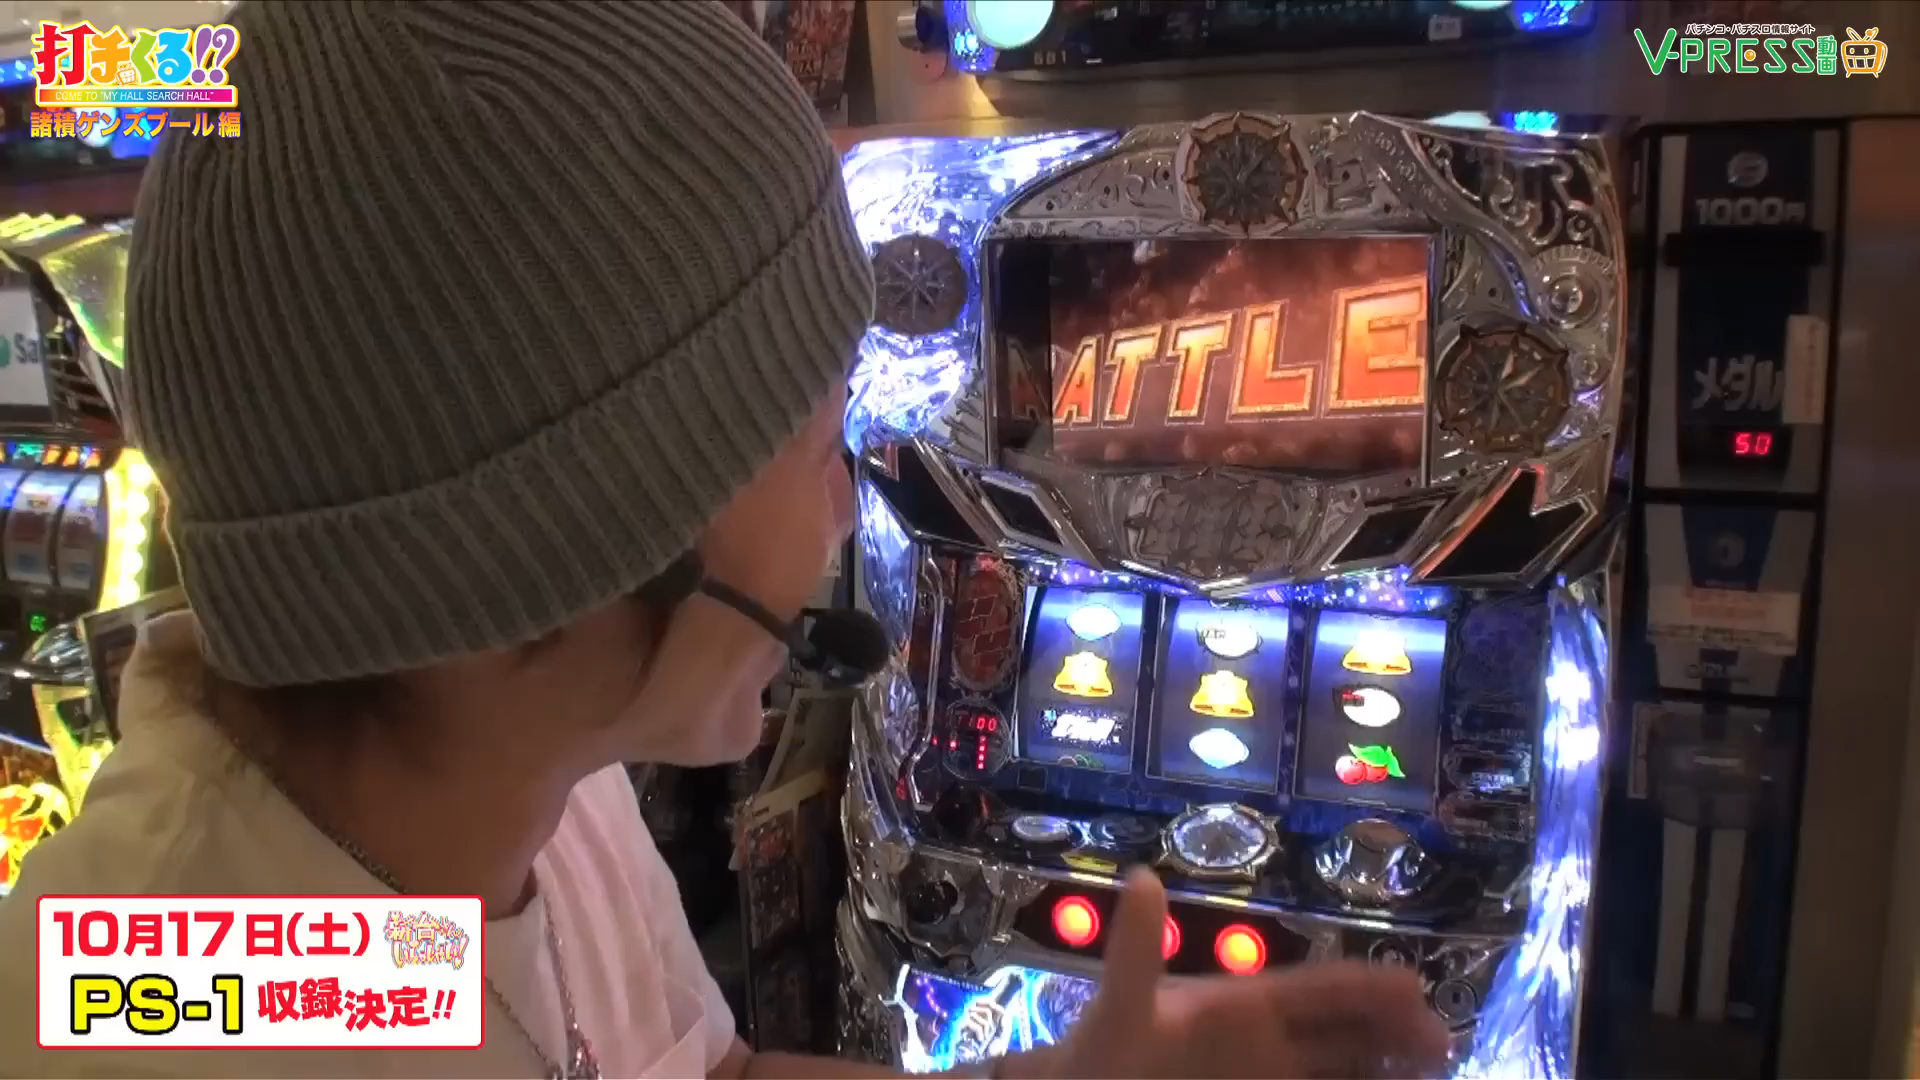 打チくる!?
COME TO "MY HALL SEARCH HALL"
諸積ゲンズブール編
パチンコ・パチスロ情報サイト
V-PRESS動画
601
1000円
BATTLE
メダル
50
10月17日(土)
PS-1 収録決定!!